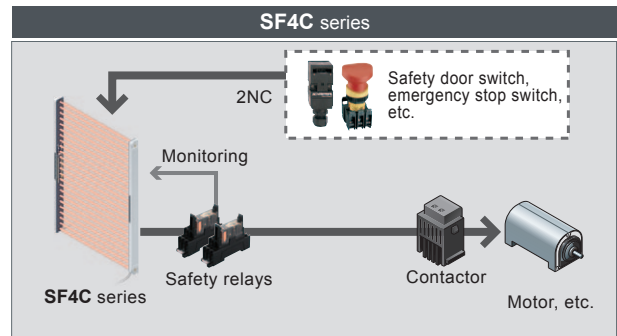 SF4C series
Safety door switch,
emergency stop switch,
etc.
2NC
Monitoring
Safety relays
SF4C series
Contactor
Motor, etc.